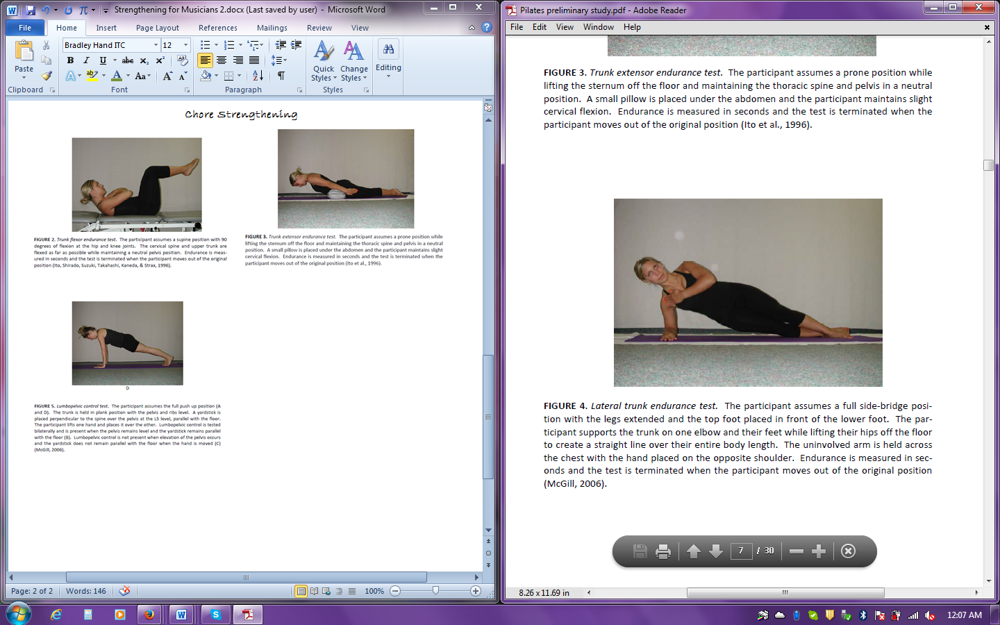 Strengthening for Musicians 2.docx (Last saved by user) - Microsoft Word
File Home Insert Page Layout References Mailings Review View
Bradley Hand ITC 12
Paste
B I U abc X₂ X²
A ab A Aa A A
Quick Styles Change Styles Editing
Clipboard Font Paragraph Styles
Chore Strengthening
FIGURE 2. Trunk flexor endurance test. The participant assumes a supine position with 90
degrees of flexion at the hip and knee joints. The cervical spine and upper trunk are
flexed as far as possible while maintaining a neutral pelvis position. Endurance is meas-
ured in seconds and the test is terminated when the participant moves out of the original
position (Ito, Shirado, Suzuki, Takahashi, Kaneda, & Strax, 1996).
FIGURE 3. Trunk extensor endurance test. The participant assumes a prone position while
lifting the sternum off the floor and maintaining the thoracic spine and pelvis in a neutral
position. A small pillow is placed under the abdomen and the participant maintains slight
cervical flexion. Endurance is measured in seconds and the test is terminated when the
participant moves out of the original position (Ito et al., 1996).
D
FIGURE 5. Lumbopelvic control test. The participant assumes the full push up position (A
and D). The trunk is held in plank position with the pelvis and ribs level. A yardstick is
placed perpendicular to the spine over the pelvis at the L5 level, parallel with the floor.
The participant lifts one hand and places it over the other. Lumbopelvic control is tested
bilaterally and is present when the pelvis remains level and the yardstick remains parallel
with the floor (B). Lumbopelvic control is not present when elevation of the pelvis occurs
and the yardstick does not remain parallel with the floor when the hand is moved (C)
(McGill, 2006).
Page: 2 of 2 Words: 146 100%
Pilates preliminary study.pdf - Adobe Reader
File Edit View Window Help
FIGURE 3. Trunk extensor endurance test. The participant assumes a prone position while
lifting the sternum off the floor and maintaining the thoracic spine and pelvis in a neutral
position. A small pillow is placed under the abdomen and the participant maintains slight
cervical flexion. Endurance is measured in seconds and the test is terminated when the
participant moves out of the original position (Ito et al., 1996).
FIGURE 4. Lateral trunk endurance test. The participant assumes a full side-bridge posi-
tion with the legs extended and the top foot placed in front of the lower foot. The par-
ticipant supports the trunk on one elbow and their feet while lifting their hips off the floor
to create a straight line over their entire body length. The uninvolved arm is held across
the chest with the hand placed on the opposite shoulder. Endurance is measured in sec-
onds and the test is terminated when the participant moves out of the original position
(McGill, 2006).
7 / 30
8.26 x 11.69 in
12:07 AM